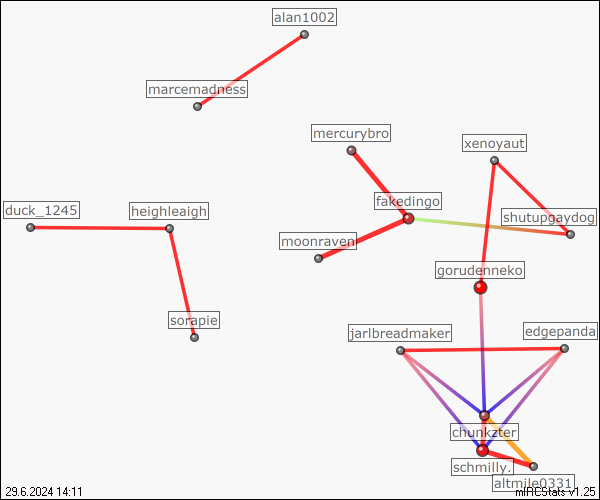 alan1002
marcemadness
mercurybro
xenoyaut
fakedingo
duck_1245
heighleaigh
shutupgaydog
moonraven
gorudenneko
sorapie
jarlbreadmaker
edgepanda
chunkzter
schmilly.
altmile0331
29.6.2024 14:11
mIRCStats v1.25